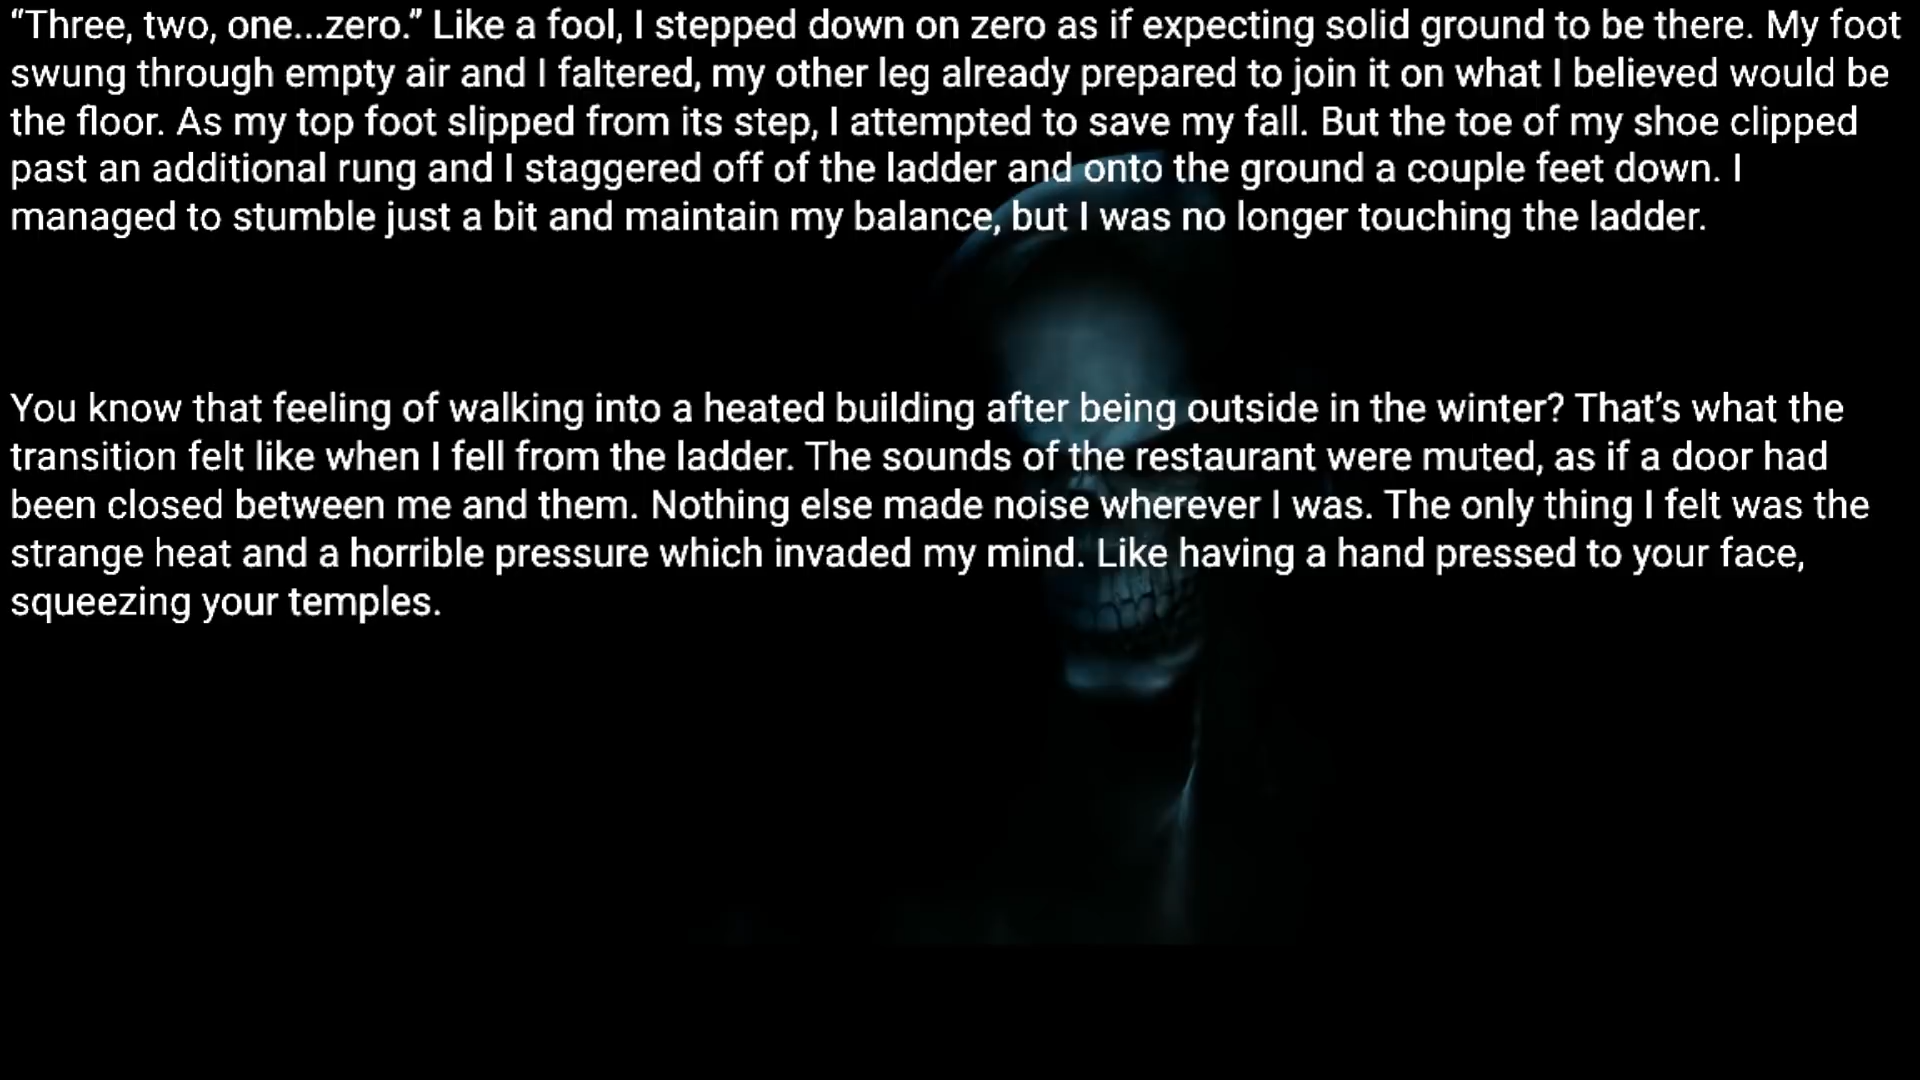 “Three, two, one...zero.” Like a fool, I stepped down on zero as if expecting solid ground to be there. My foot
swung through empty air and I faltered, my other leg already prepared to join it on what I believed would be
the floor. As my top foot slipped from its step, I attempted to save my fall. But the toe of my shoe clipped
past an additional rung and I staggered off of the ladder and onto the ground a couple feet down. I
managed to stumble just a bit and maintain my balance, but I was no longer touching the ladder.
You know that feeling of walking into a heated building after being outside in the winter? That’s what the
transition felt like when I fell from the ladder. The sounds of the restaurant were muted, as if a door had
been closed between me and them. Nothing else made noise wherever I was. The only thing I felt was the
strange heat and a horrible pressure which invaded my mind. Like having a hand pressed to your face,
squeezing your temples.